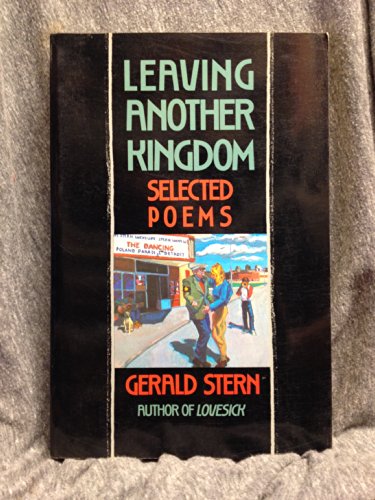 LEAVING
ANOTHER
KINGDOM
SELECTED
POEMS
THE DANCING
POLAND PARADISE DETROIT
GERALD STERN
AUTHOR OF LOVESICK